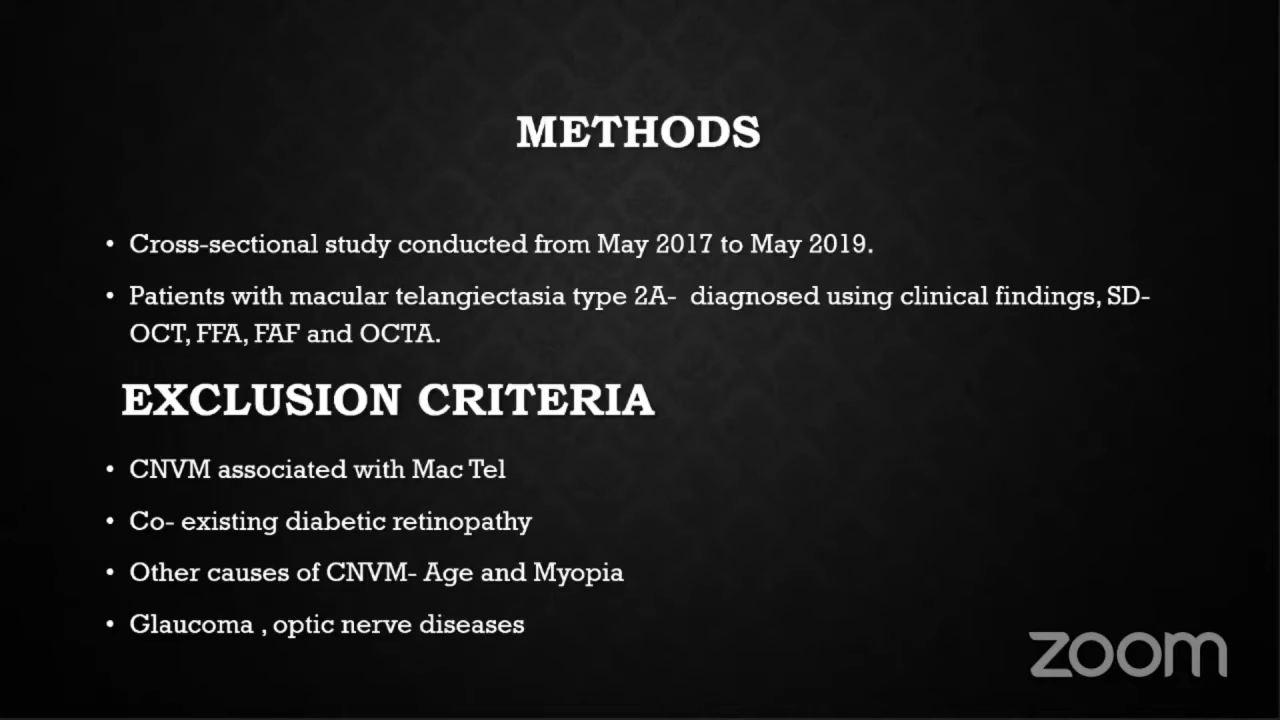 METHODS
• Cross-sectional study conducted from May 2017 to May 2019.
• Patients with macular telangiectasia type 2A-  diagnosed using clinical findings, SD-
OCT, FFA, FAF and OCTA.
EXCLUSION CRITERIA
• CNVM associated with Mac Tel
• Co- existing diabetic retinopathy
• Other causes of CNVM- Age and Myopia
• Glaucoma , optic nerve diseases
zoom